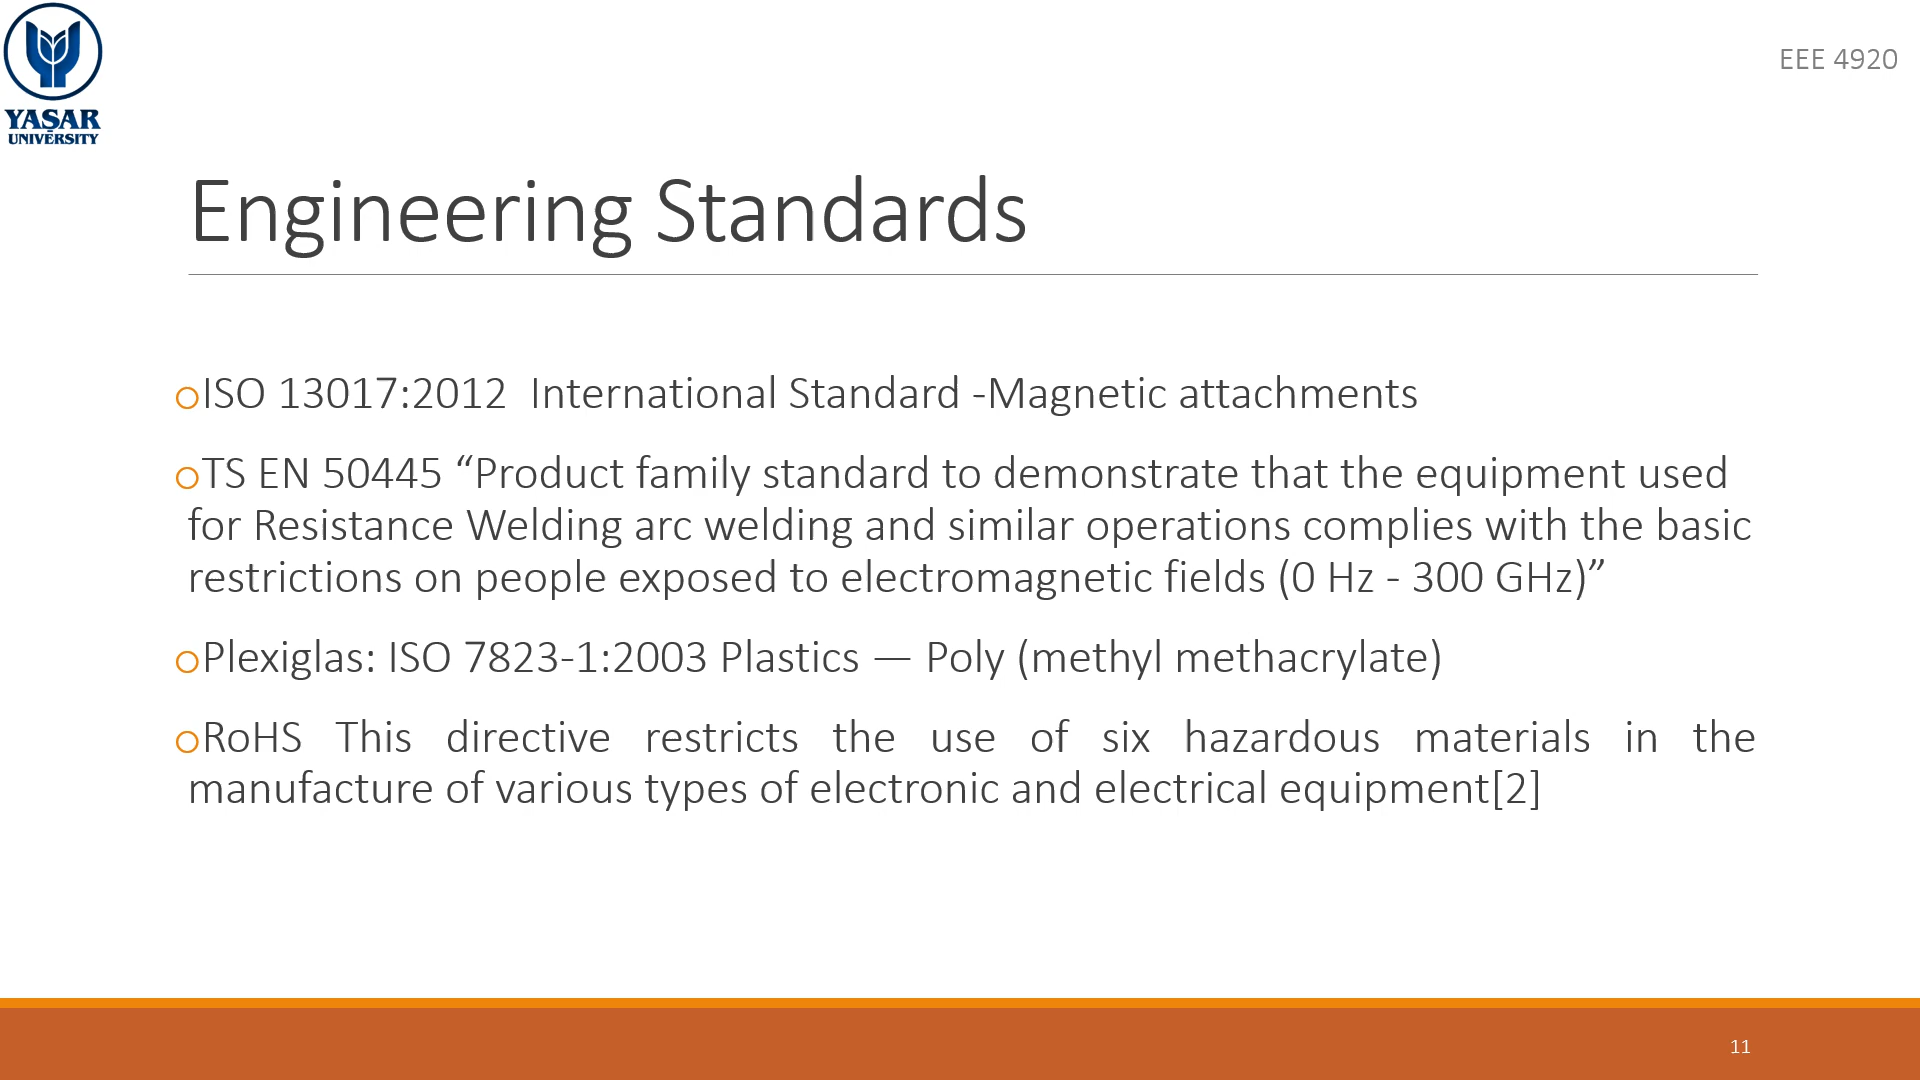 YAŞAR
UNIVERSITY
EEE 4920
Engineering Standards
oISO 13017:2012  International Standard -Magnetic attachments
oTS EN 50445 “Product family standard to demonstrate that the equipment used
for Resistance Welding arc welding and similar operations complies with the basic
restrictions on people exposed to electromagnetic fields (0 Hz - 300 GHz)”
oPlexiglas: ISO 7823-1:2003 Plastics — Poly (methyl methacrylate)
oRoHS This directive restricts the use of six hazardous materials in the
manufacture of various types of electronic and electrical equipment[2]
11